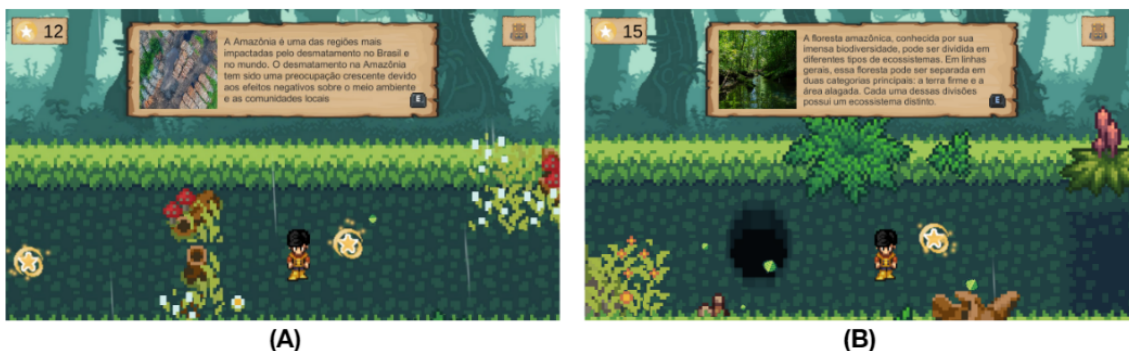 12
A Amazônia é uma das regiões mais
impactadas pelo desmatamento no Brasil e
no mundo. O desmatamento na Amazônia
tem sido uma preocupação crescente devido
aos efeitos negativos sobre o meio ambiente
e as comunidades locais
E
(A)
15
A floresta amazônica, conhecida por sua
imensa biodiversidade, pode ser dividida em
diferentes tipos de ecossistemas. Em linhas
gerais, essa floresta pode ser separada em
duas categorias principais: a terra firme e a
área alagada. Cada uma dessas divisões
possui um ecossistema distinto.
E
(B)